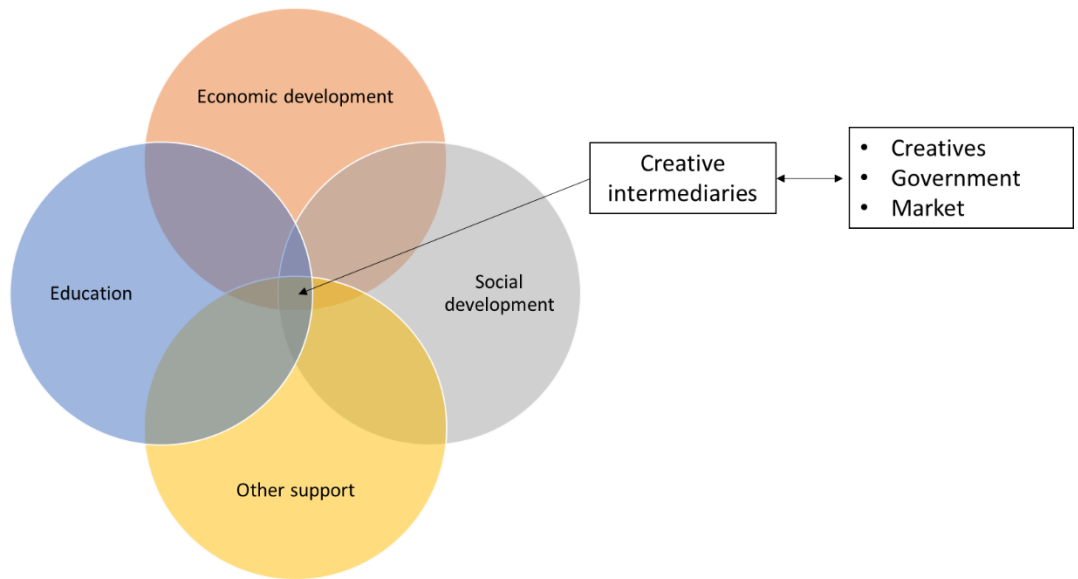 Economic development
Creative
intermediaries
• Creatives
• Government
• Market
Education
Social
development
Other support